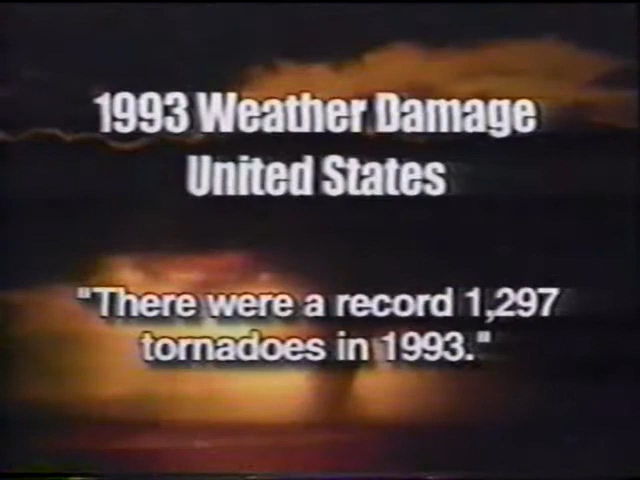 1993 Weather Damage
United States
"There were a record 1,297
tornadoes in 1993."